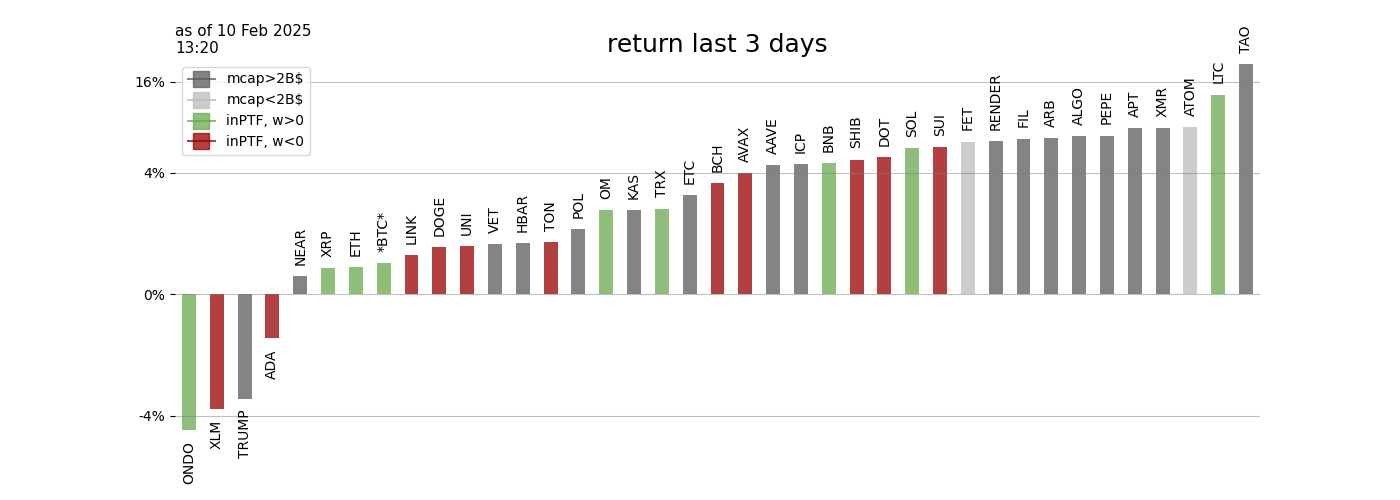 as of 10 Feb 2025
13:20
return last 3 days
mcap>2B$
mcap<2B$
inPTF, w>0
inPTF, w<0
16%
4%
0%
-4%
ONDO
XLM
TRUMP
ADA
NEAR
XRP
ETH
*BTC*
LINK
DOGE
UNI
VET
HBAR
TON
POL
OM
KAS
TRX
ETC
BCH
AVAX
AAVE
ICP
BNB
SHIB
DOT
SOL
SUI
FET
RENDER
FIL
ARB
ALGO
PEPE
APT
XMR
ATOM
LTC
TAO